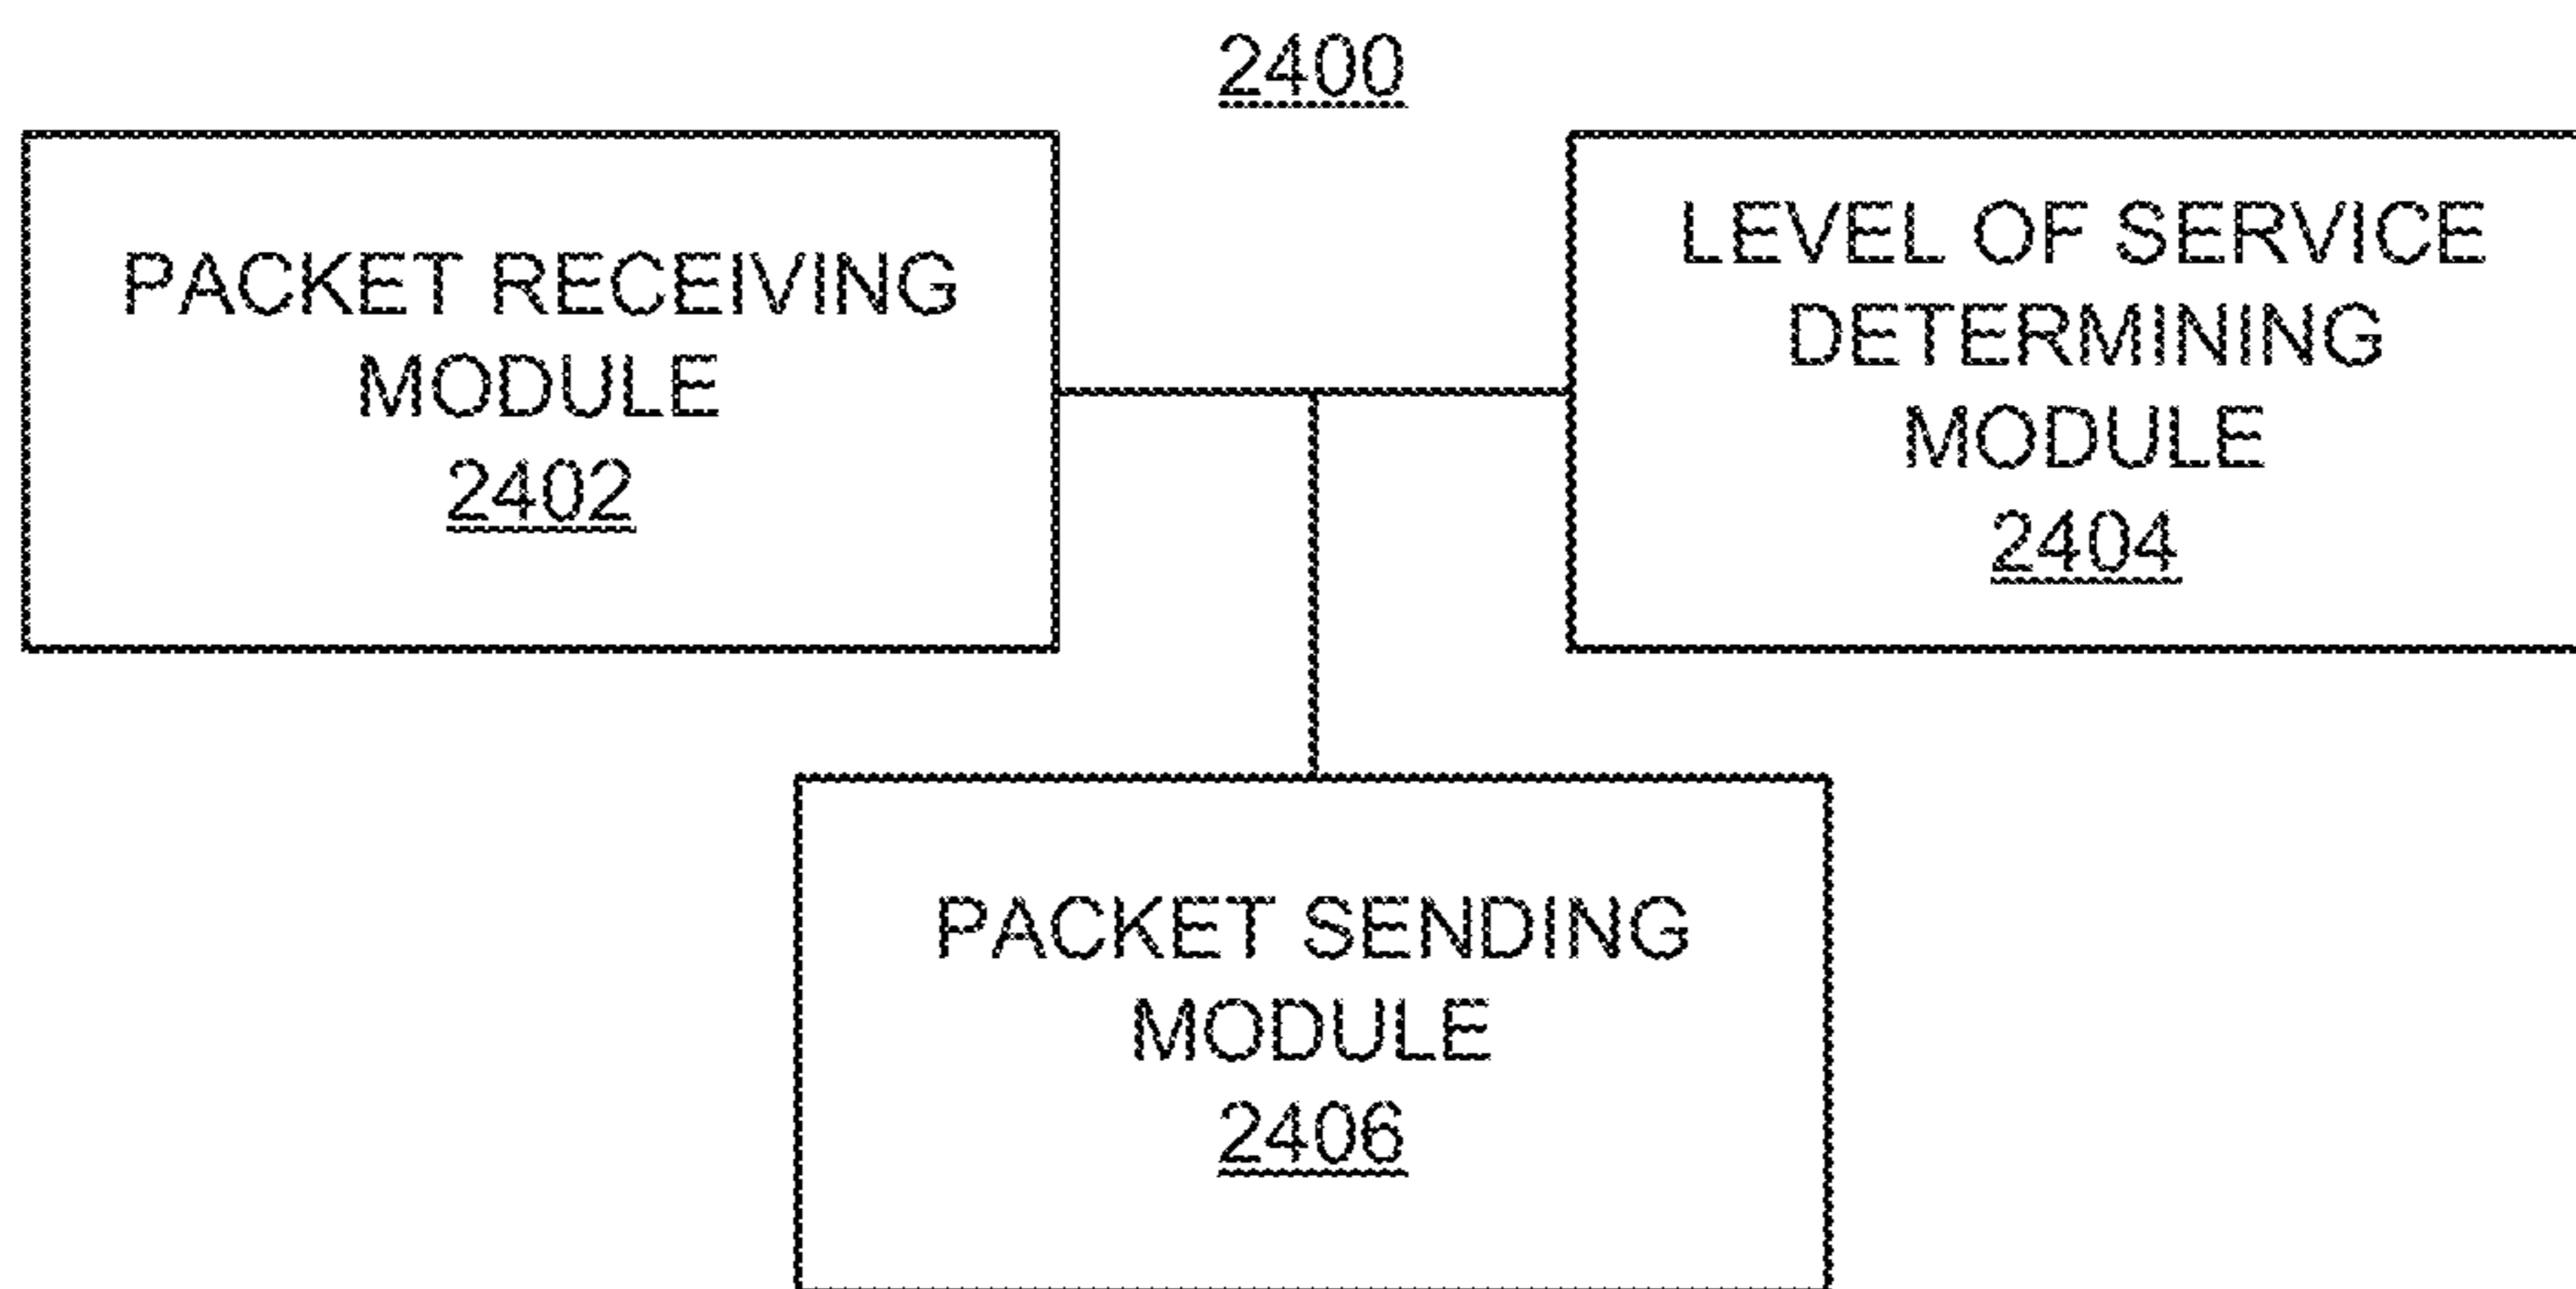 2400
PACKET RECEIVING
MODULE
2402
LEVEL OF SERVICE
DETERMINING
MODULE
2404
PACKET SENDING
MODULE
2406